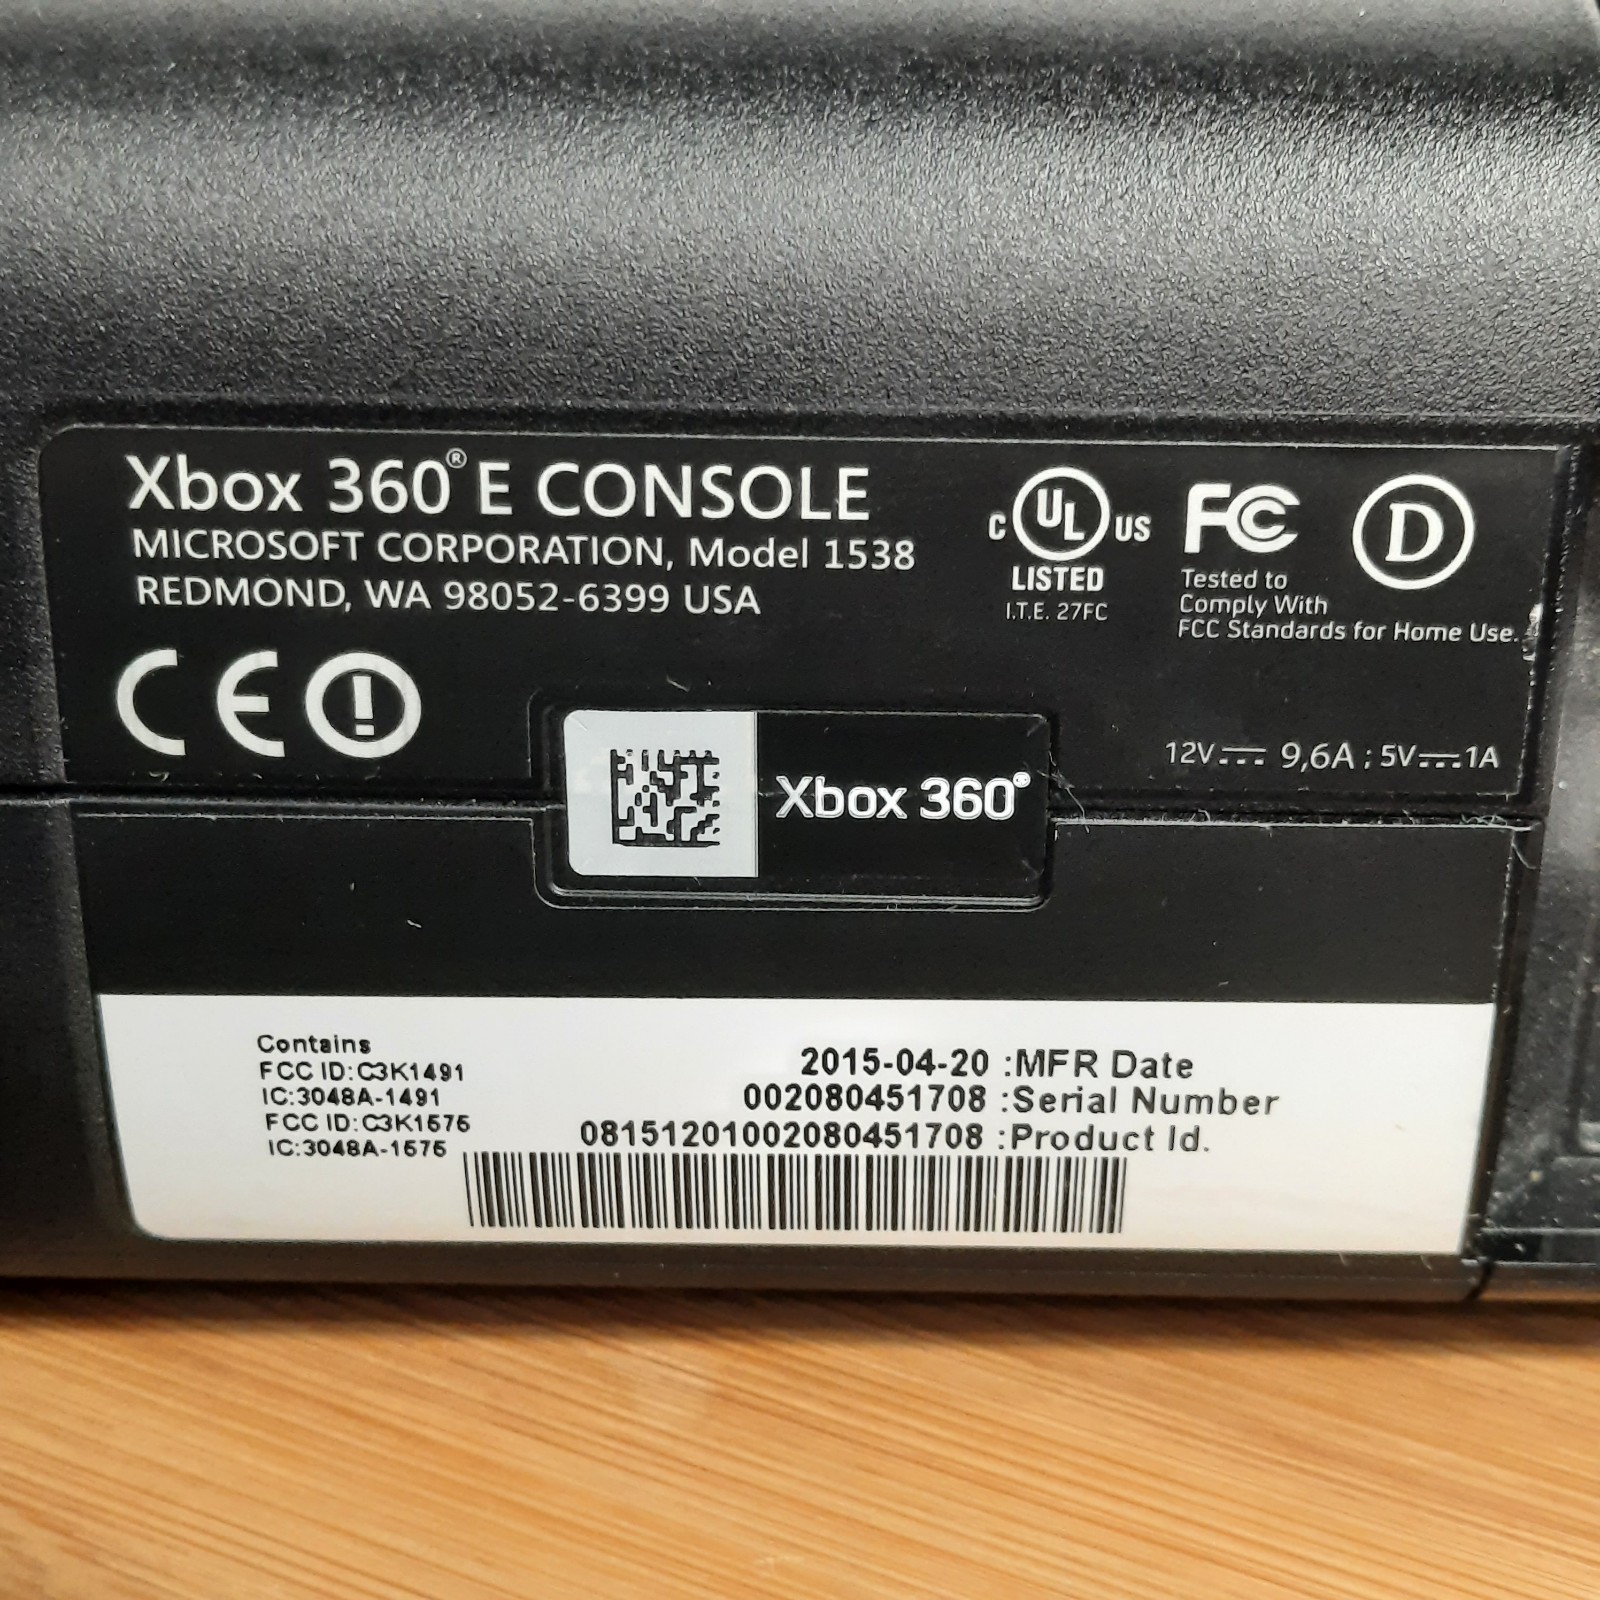 Xbox 360® E CONSOLE
MICROSOFT CORPORATION, Model 1538
REDMOND, WA 98052-6399 USA
CE
C UL US
LISTED
I.T.E. 27FC
FC
Tested to
Comply With
FCC Standards for Home Use.
D
12V⎓ 9,6A ; 5V⎓1A
Xbox 360®
Contains
FCC ID:C3K1491
IC:3048A-1491
FCC ID:C3K1575
IC:3048A-1575
2015-04-20 :MFR Date
002080451708 :Serial Number
08151201002080451708 :Product Id.